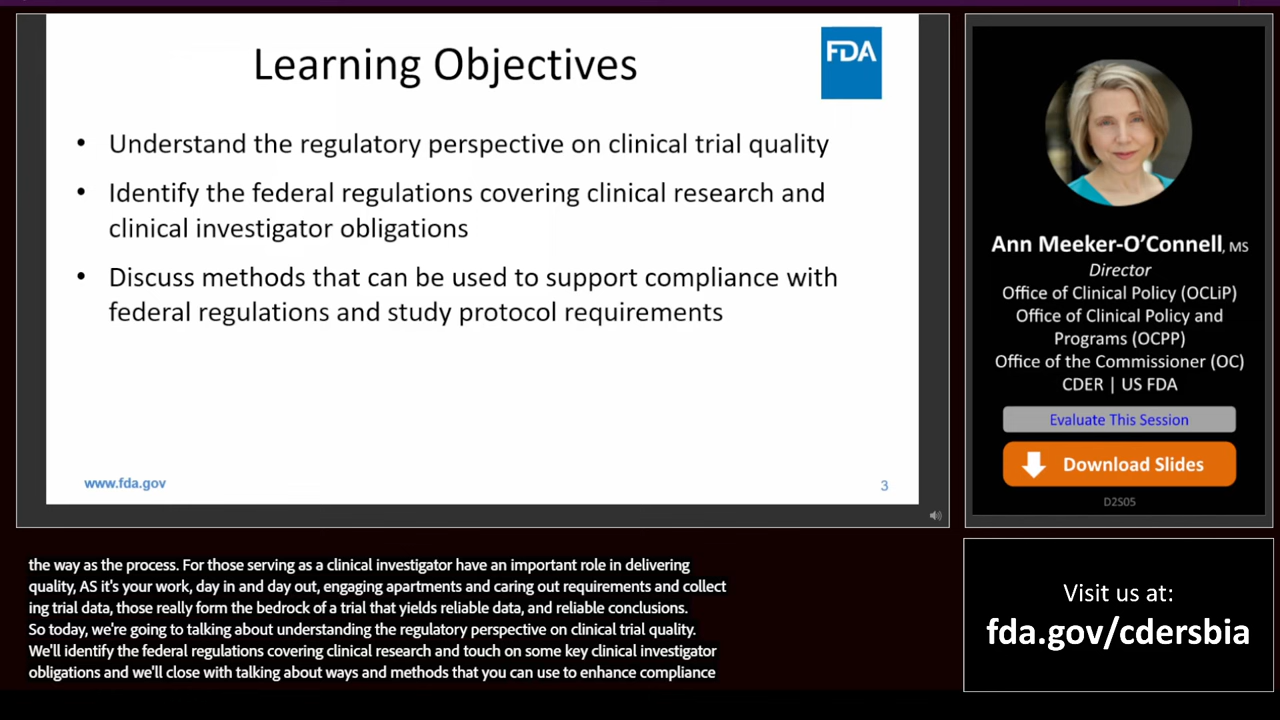 Learning Objectives
FDA
• Understand the regulatory perspective on clinical trial quality
• Identify the federal regulations covering clinical research and
clinical investigator obligations
• Discuss methods that can be used to support compliance with
federal regulations and study protocol requirements
www.fda.gov
3
Ann Meeker-O’Connell, MS
Director
Office of Clinical Policy (OCLiP)
Office of Clinical Policy and
Programs (OCPP)
Office of the Commissioner (OC)
CDER | US FDA
Evaluate This Session
Download Slides
D2S05
the way as the process. For those serving as a clinical investigator have an important role in delivering
quality, AS it's your work, day in and day out, engaging apartments and caring out requirements and collect
ing trial data, those really form the bedrock of a trial that yields reliable data, and reliable conclusions.
So today, we're going to talking about understanding the regulatory perspective on clinical trial quality.
We'll identify the federal regulations covering clinical research and touch on some key clinical investigator
obligations and we'll close with talking about ways and methods that you can use to enhance compliance
Visit us at:
fda.gov/cdersbia